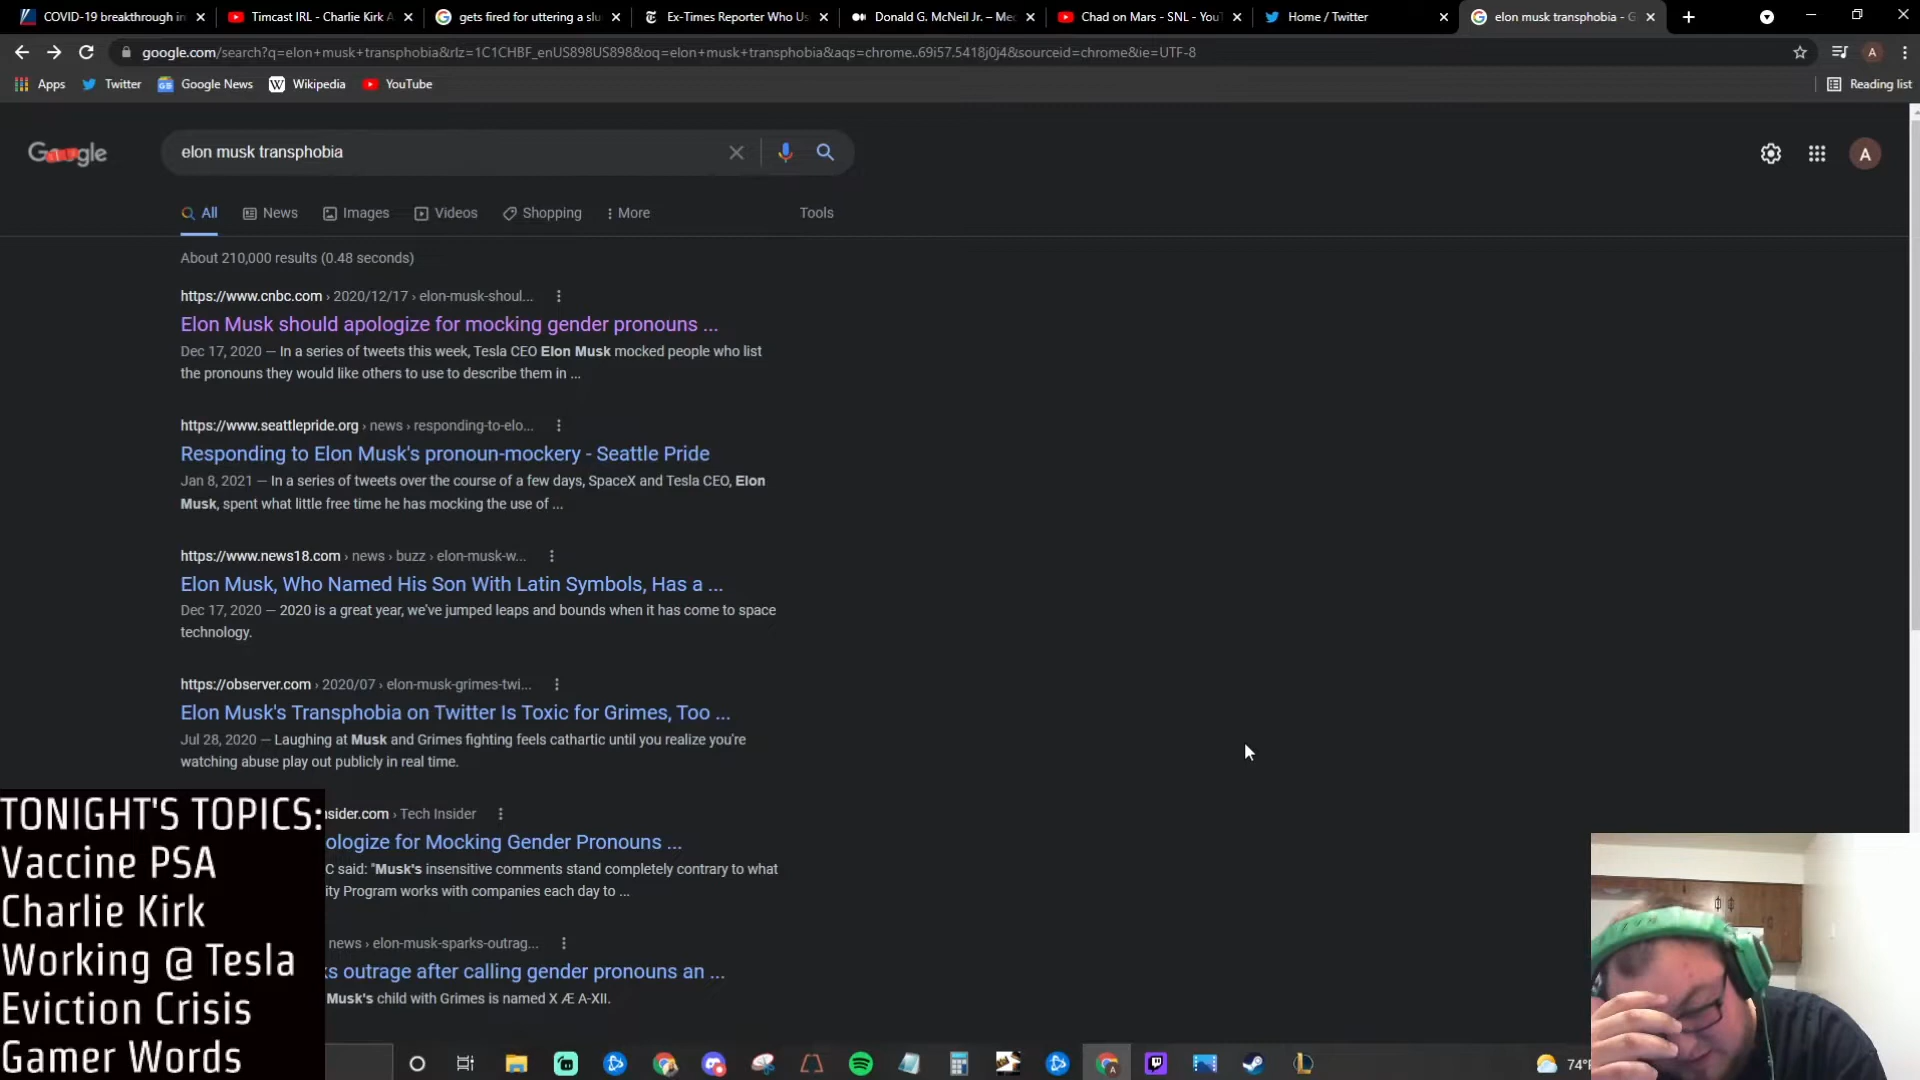 COVID-19 breakthrough in
Timcast IRL - Charlie Kirk A
gets fired for uttering a slu
Ex-Times Reporter Who Us
Donald G. McNeil Jr. – Med
Chad on Mars - SNL - YouT
Home / Twitter
elon musk transphobia - G
google.com/search?q=elon+musk+transphobia&rlz=1C1CHBF_enUS898US898&oq=elon+musk+transphobia&aqs=chrome..69i57.5418j0j4&sourceid=chrome&ie=UTF-8
A
Apps
Twitter
Google News
Wikipedia
YouTube
Reading list
Google
elon musk transphobia
A
All
News
Images
Videos
Shopping
More
Tools
About 210,000 results (0.48 seconds)
https://www.cnbc.com › 2020/12/17 › elon-musk-shoul...
Elon Musk should apologize for mocking gender pronouns ...
Dec 17, 2020 — In a series of tweets this week, Tesla CEO Elon Musk mocked people who list
the pronouns they would like others to use to describe them in ...
https://www.seattlepride.org › news › responding-to-elo...
Responding to Elon Musk's pronoun-mockery - Seattle Pride
Jan 8, 2021 — In a series of tweets over the course of a few days, SpaceX and Tesla CEO, Elon
Musk, spent what little free time he has mocking the use of ...
https://www.news18.com › news › buzz › elon-musk-w...
Elon Musk, Who Named His Son With Latin Symbols, Has a ...
Dec 17, 2020 — 2020 is a great year, we've jumped leaps and bounds when it has come to space
technology.
https://observer.com › 2020/07 › elon-musk-grimes-twi...
Elon Musk's Transphobia on Twitter Is Toxic for Grimes, Too ...
Jul 28, 2020 — Laughing at Musk and Grimes fighting feels cathartic until you realize you're
watching abuse play out publicly in real time.
sider.com › Tech Insider
ologize for Mocking Gender Pronouns ...
C said: "Musk's insensitive comments stand completely contrary to what
ity Program works with companies each day to ...
news › elon-musk-sparks-outrag...
ks outrage after calling gender pronouns an ...
Musk's child with Grimes is named X Æ A-XII.
TONIGHT'S TOPICS:
Vaccine PSA
Charlie Kirk
Working @ Tesla
Eviction Crisis
Gamer Words
74°F